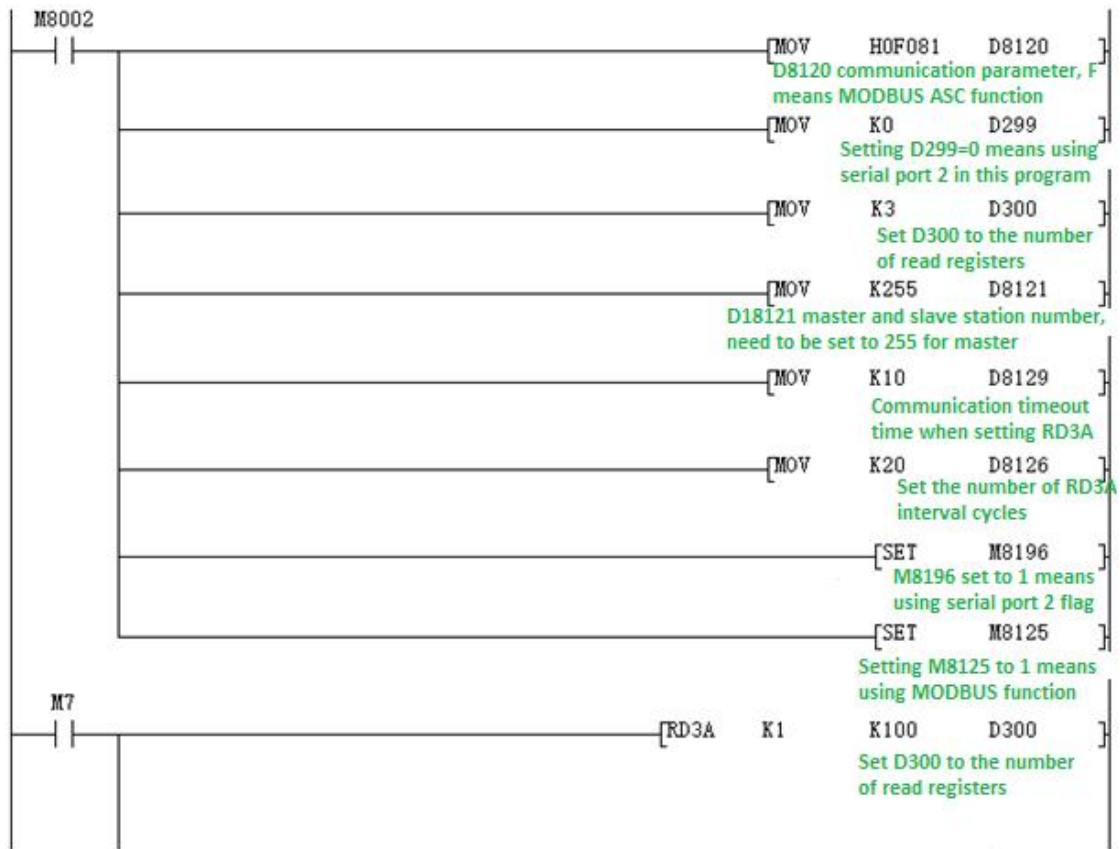 M8002
[MOV H0F081 D8120 ]
D8120 communication parameter, F
means MODBUS ASC function
[MOV K0 D299 ]
Setting D299=0 means using
serial port 2 in this program
[MOV K3 D300 ]
Set D300 to the number
of read registers
[MOV K255 D8121 ]
D18121 master and slave station number,
need to be set to 255 for master
[MOV K10 D8129 ]
Communication timeout
time when setting RD3A
[MOV K20 D8126 ]
Set the number of RD3A
interval cycles
[SET M8196 ]
M8196 set to 1 means
using serial port 2 flag
[SET M8125 ]
Setting M8125 to 1 means
using MODBUS function
M7
[RD3A K1 K100 D300 ]
Set D300 to the number
of read registers